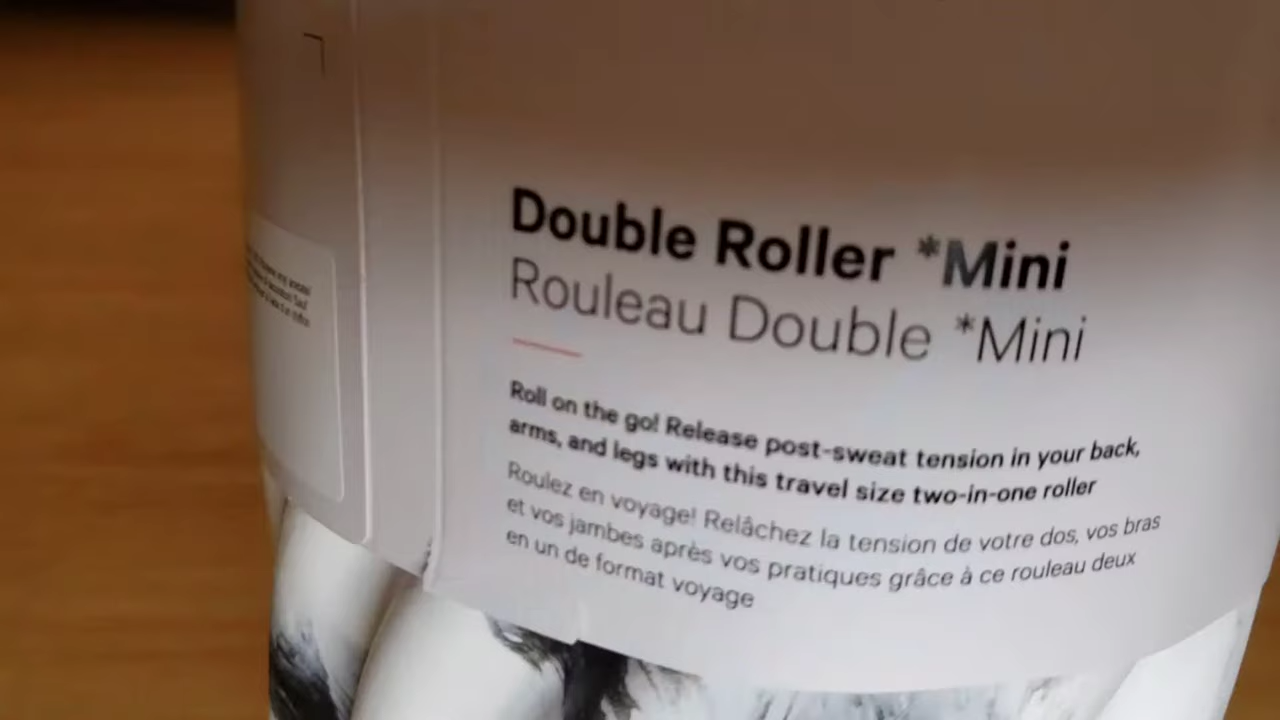 Double Roller *Mini
Rouleau Double *Mini
Roll on the go! Release post-sweat tension in your back,
arms, and legs with this travel size two-in-one roller
Roulez en voyage! Relâchez la tension de votre dos, vos bras
et vos jambes après vos pratiques grâce à ce rouleau deux
en un de format voyage